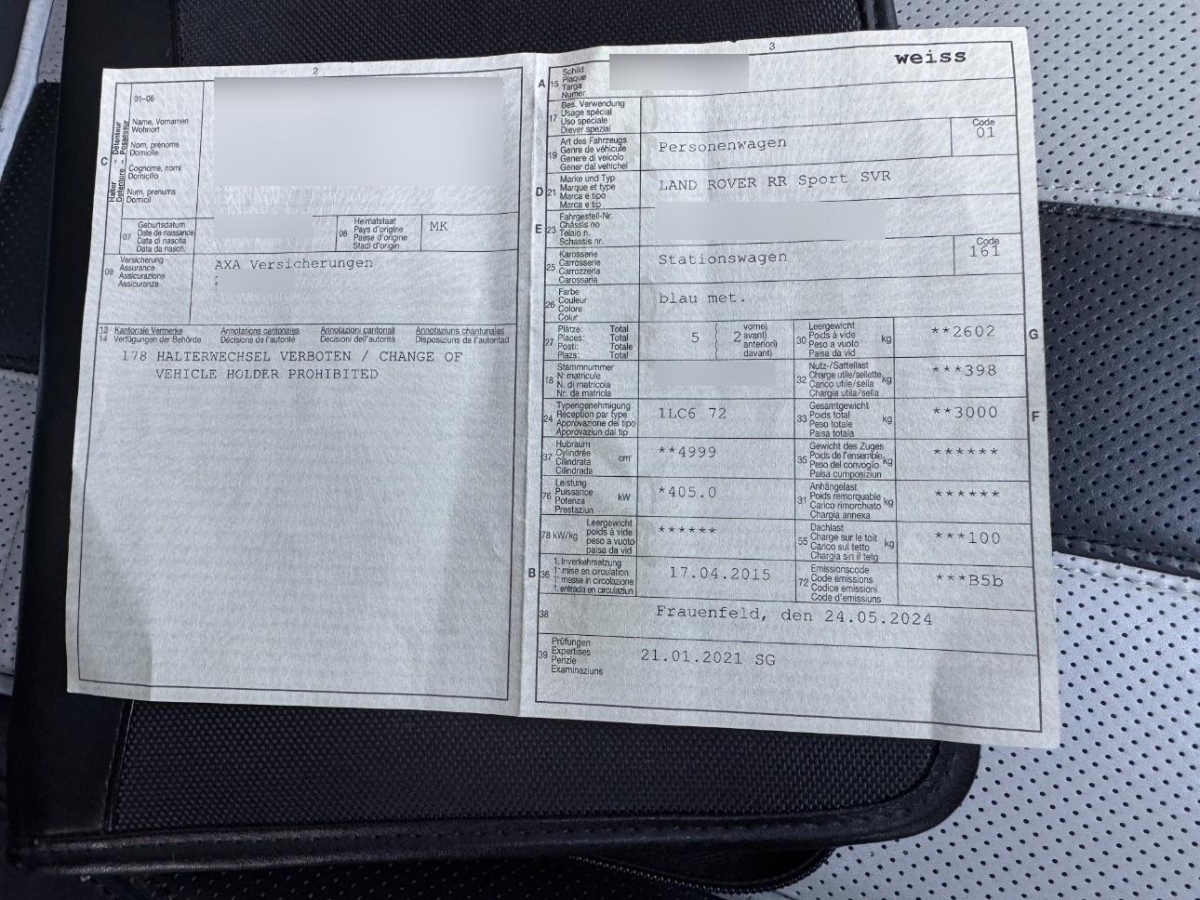 2
01-06
C
Halter Détenteur
Detentore Possessur
Name, Vornamen
Wohnort
Nom, prénoms
Domicile
Cognome, nomi
Domicilio
Num, prenums
Domicil
07
Geburtsdatum
Date de naissance
Data di nascita
Data da nasch.
08
Heimatstaat
Pays d'origine
Paese d'origine
Stadi d'origin
MK
09
Versicherung
Assurance
Assicurazione
Assicuranza
AXA Versicherungen
13 Kantonale Vermerke Annotations cantonales Annotazioni cantonali Annotaziuns chantunalas
14 Verfügungen der Behörde Décisions de l'autorité Decisioni dell'autorità Disposiziuns da l'autoritad
178 HALTERWECHSEL VERBOTEN / CHANGE OF
VEHICLE HOLDER PROHIBITED
3
weiss
A 15
Schild
Plaque
Targa
Numer
17
Bes. Verwendung
Usage spécial
Uso speciale
Diever spezial
19
Art des Fahrzeugs
Genre de véhicule
Genere di veicolo
Gener dal vehichel
Personenwagen
Code
01
D 21
Marke und Typ
Marque et type
Marca e tipo
Marca e tip
LAND ROVER RR Sport SVR
E 23
Fahrgestell-Nr.
Châssis no
Telaio n.
Schassis nr.
25
Karosserie
Carrosserie
Carrozzeria
Carossaria
Stationswagen
Code
161
26
Farbe
Couleur
Colore
Colur
blau met.
27
Plätze: Total
Places: Total
Posti: Totale
Plazs: Total
5
2
vorne)
avant)
anteriori)
davant)
30
Leergewicht
Poids à vide
Peso a vuoto
Paisa da vid
kg
**2602
G
18
Stammnummer
N° matricule
N. di matricola
Nr. da matricla
32
Nutz-/Sattellast
Charge utile/sellette
Carico utile/sella
Chargia utila/sella
kg
***398
24
Typengenehmigung
Réception par type
Approvazione del tipo
Approvaziun dal tip
1LC6 72
33
Gesamtgewicht
Poids total
Peso totale
Paisa totala
kg
**3000
F
37
Hubraum
Cylindrée
Cilindrata
Cilindrada
cm³
**4999
35
Gewicht des Zuges
Poids de l'ensemble
Peso del convoglio
Paisa cumposiziun
kg
******
76
Leistung
Puissance
Potenza
Prestaziun
kW
*405.0
31
Anhängelast
Poids remorquable
Carico rimorchiato
Chargia annexa
kg
******
78 kW/kg
Leergewicht
poids à vide
peso a vuoto
paisa da vid
******
55
Dachlast
Charge sur le toit
Carico sul tetto
Chargia sin il tetg
kg
***100
B 36
1. Inverkehrsetzung
1re mise en circulation
1a messa in circolazione
1. entrada en circulaziun
17.04.2015
72
Emissionscode
Code émissions
Codice emissioni
Code d'emissiuns
***B5b
38
Frauenfeld, den 24.05.2024
39
Prüfungen
Expertises
Perizie
Examinaziuns
21.01.2021 SG